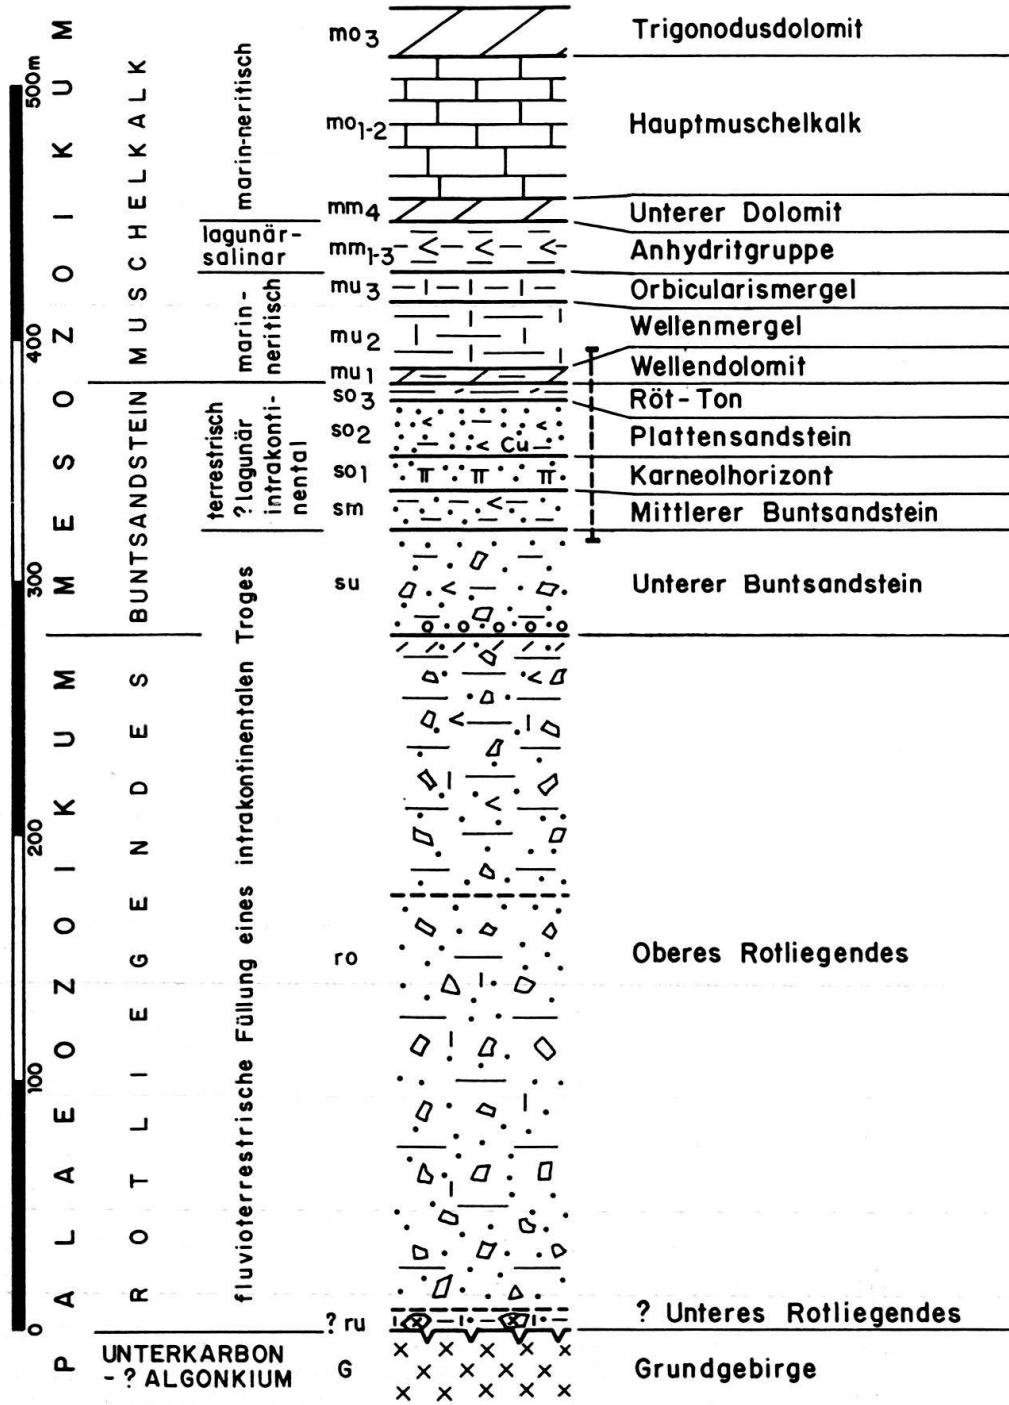 500m
400
300
200
100
0
MESOZOIKUM
PALAEOZOIKUM
MUSCHELKALK
BUNTSANDSTEIN
ROTLIEGENDES
UNTERKARBON
- ? ALGONKIUM
marin-neritisch
lagunär-
salinar
marin-
neritisch
terrestrisch
? lagunär
intrakonti-
nental
fluvioterrestrische Füllung eines intrakontinentalen Troges
mo3 Trigonodusdolomit
mo1-2 Hauptmuschelkalk
mm4 Unterer Dolomit
mm1-3 Anhydritgruppe
mu3 Orbicularismergel
mu2 Wellenmergel
mu1 Wellendolomit
so3 Röt-Ton
so2 Cu Plattensandstein
so1 Karneolhorizont
sm Mittlerer Buntsandstein
su Unterer Buntsandstein
ro Oberes Rotliegendes
? ru ? Unteres Rotliegendes
G Grundgebirge